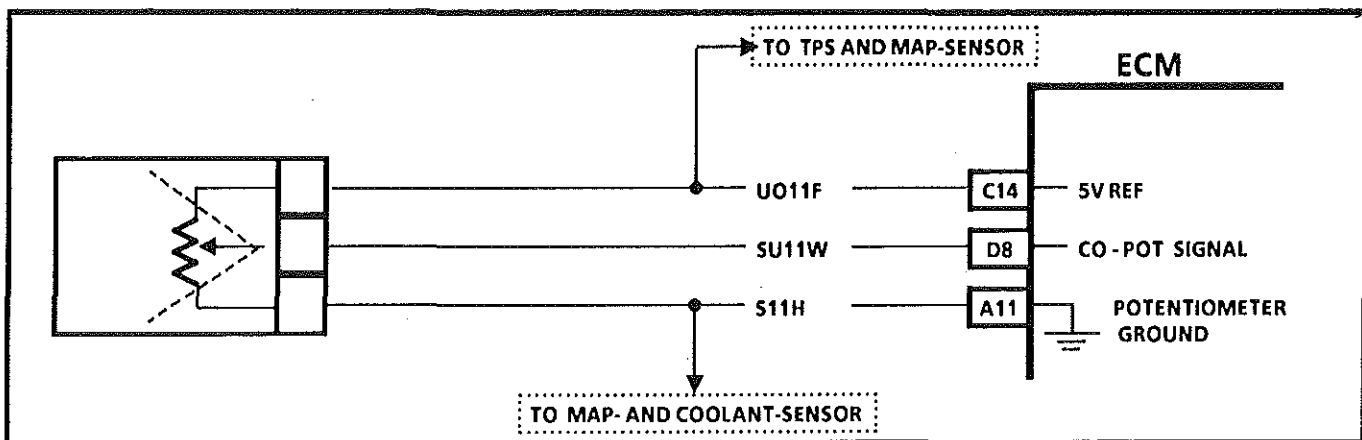 TO TPS AND MAP-SENSOR
ECM
UO11F
C14
5V REF
SU11W
D8
CO-POT SIGNAL
S11H
A11
POTENTIOMETER
GROUND
TO MAP- AND COOLANT-SENSOR